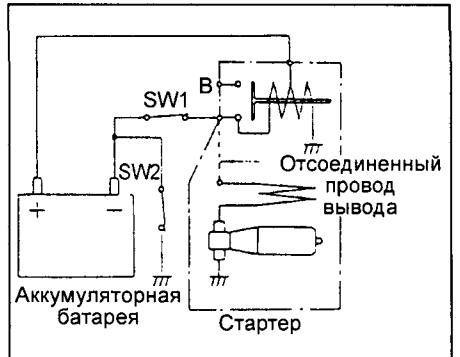 B
SW1
SW2
Отсоединенный
провод
вывода
+
−
Аккумуляторная
батарея
Стартер